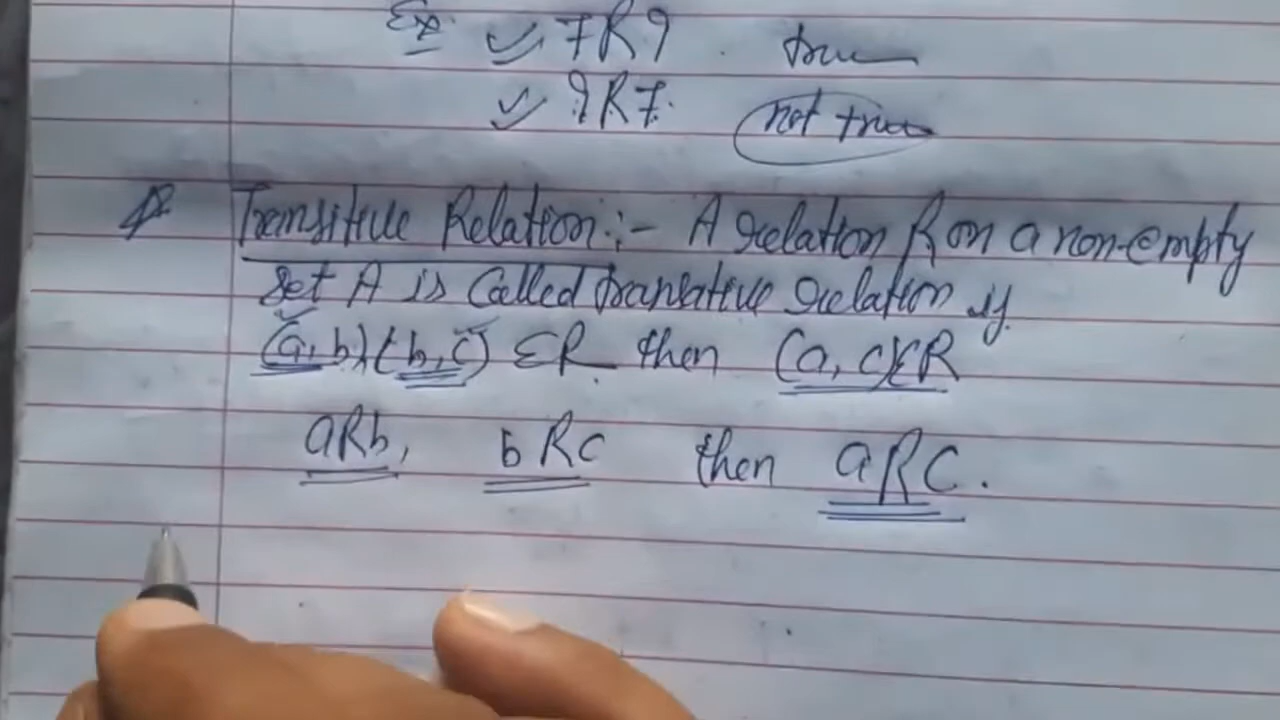 Ex. 7R9. true
9R7. not true
Transitive Relation:- A relation R on a non-empty
set A is called transitive relation if
(a, b) (b, c) ∈R. then (a, c)∈R
aRb, bRc then aRc.